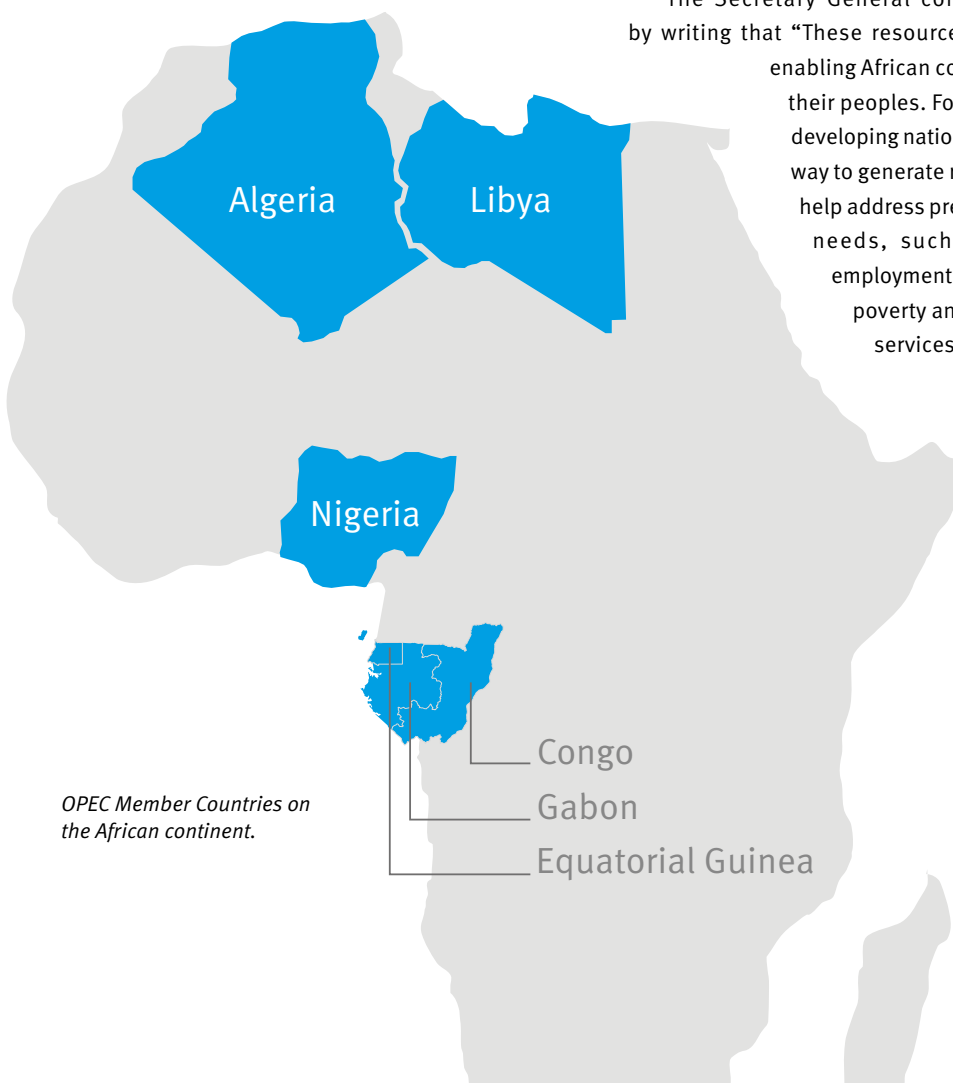 The Secretary General con
by writing that “These resource
enabling African co
their peoples. Fo
developing natio
way to generate r
help address pre
needs, such
employment
poverty an
services
Algeria
Libya
Nigeria
Congo
Gabon
Equatorial Guinea
OPEC Member Countries on
the African continent.